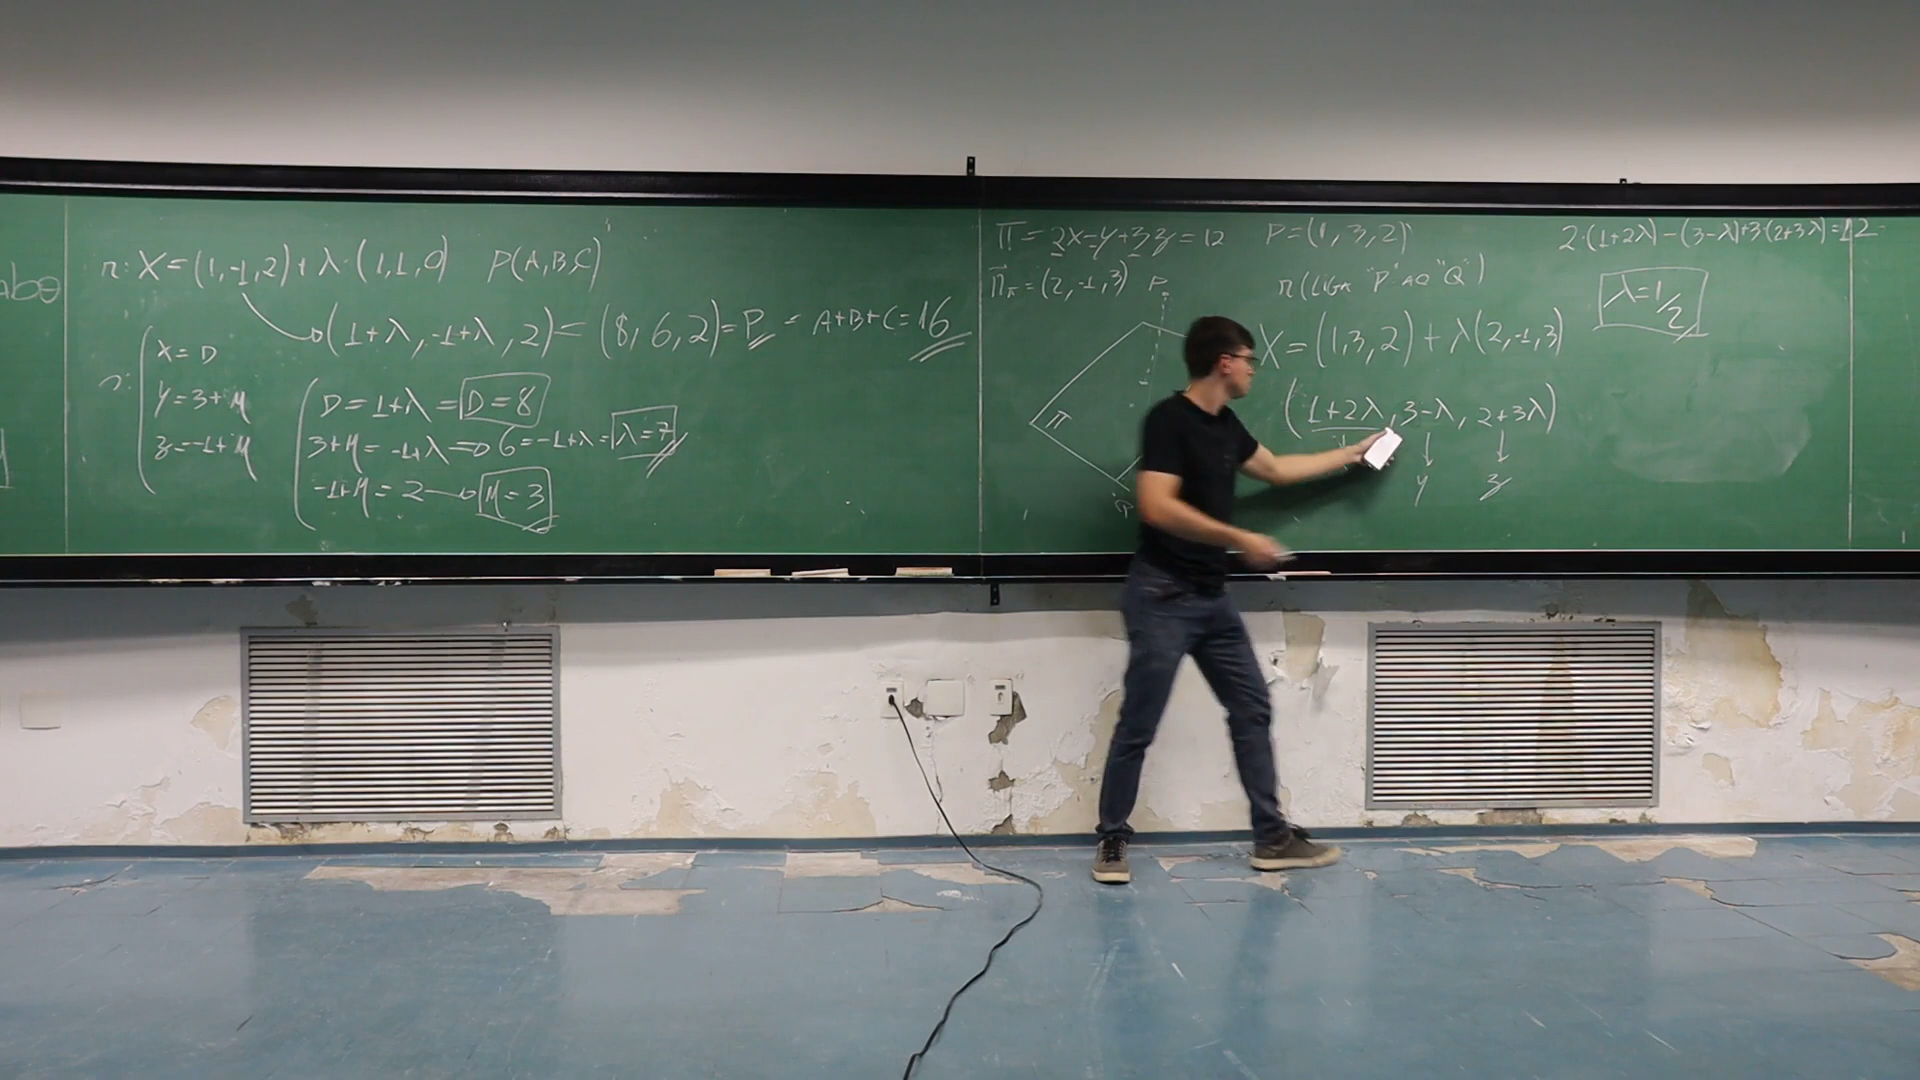 r: X=(1,-1,2)+λ·(1,1,0) P(A,B,C)
(1+λ,-1+λ,2)=(8,6,2)=P = A+B+C=16
X=D
Y=3+M
Z=-1+M
D=1+λ = D=8
3+M=-1+λ 6=-1+λ = λ=7
-1+M=2 M=3
π=2X-y+3z=12 P=(1,3,2)
n⃗π=(2,-1,3) P
r(LIGA "P" AO "Q")
X=(1,3,2)+λ(2,-1,3)
(1+2λ,3-λ,2+3λ)
y z
π
2·(1+2λ)-(3-λ)+3·(2+3λ)=12
λ=1/2